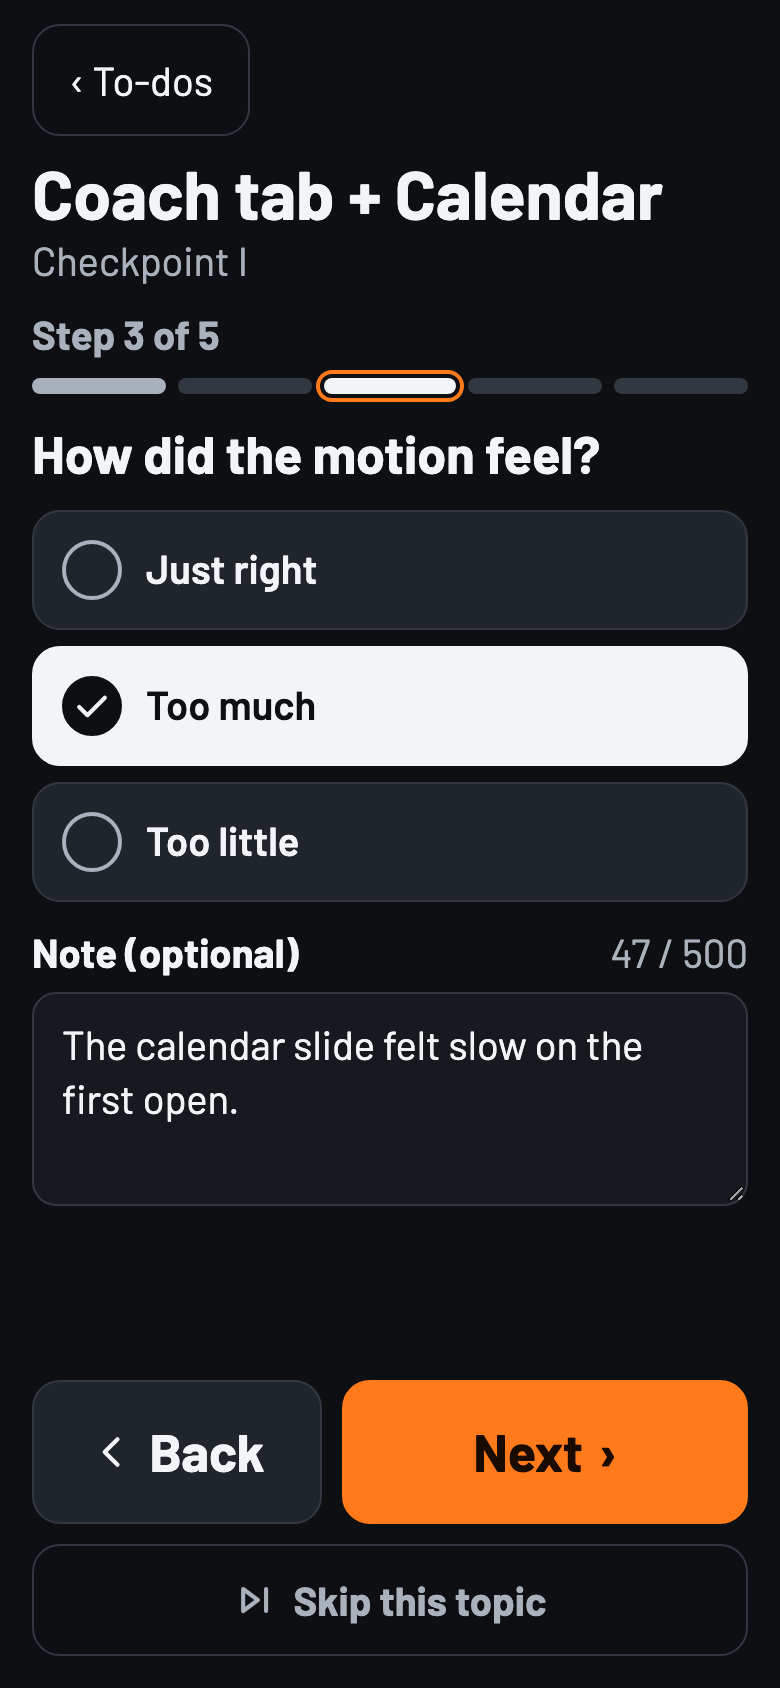 ‹ To-dos
Coach tab + Calendar
Checkpoint I
Step 3 of 5
How did the motion feel?
Just right
Too much
Too little
Note (optional) 47 / 500
The calendar slide felt slow on the
first open.
Back Next ›
Skip this topic